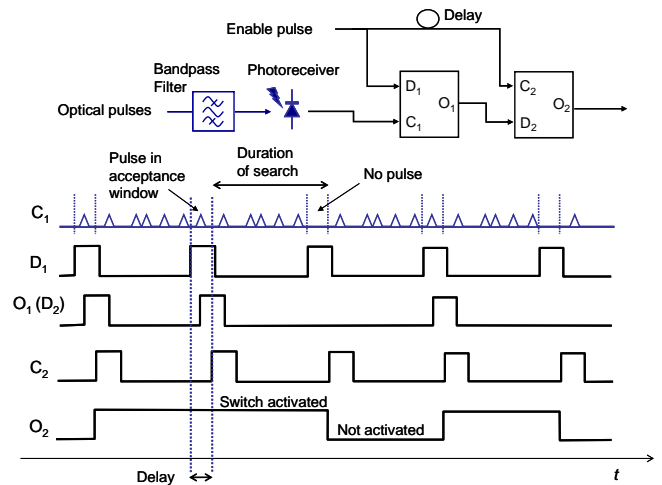 Enable pulse
Delay
Bandpass
Filter
Photoreceiver
Optical pulses
D1
C1
O1
C2
D2
O2
Pulse in
acceptance
window
Duration
of search
No pulse
C1
D1
O1 (D2)
C2
Switch activated
O2
Not activated
Delay
t